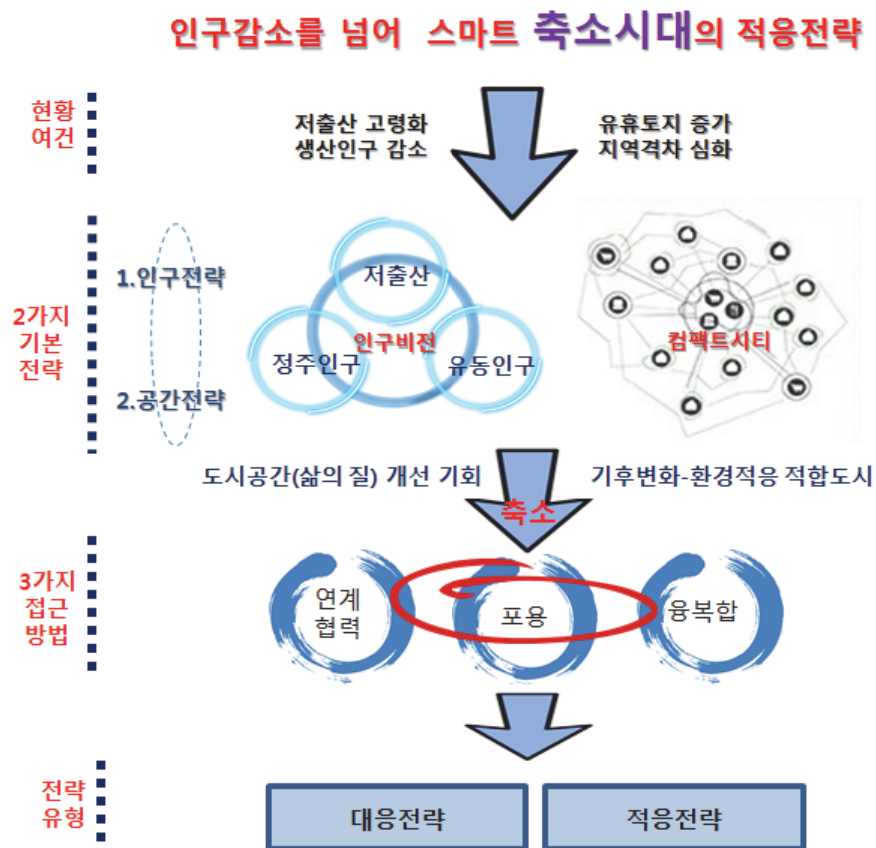 인구감소를 넘어 스마트 축소시대의 적응전략
현황
여건
저출산 고령화
생산인구 감소
유휴토지 증가
지역격차 심화
2가지
기본
전략
1.인구전략
2.공간전략
저출산
인구비전
정주인구
유동인구
컴팩트시티
도시공간(삶의 질) 개선 기회
기후변화-환경적응 적합도시
축소
3가지
접근
방법
연계
협력
포용
융복합
전략
유형
대응전략
적응전략